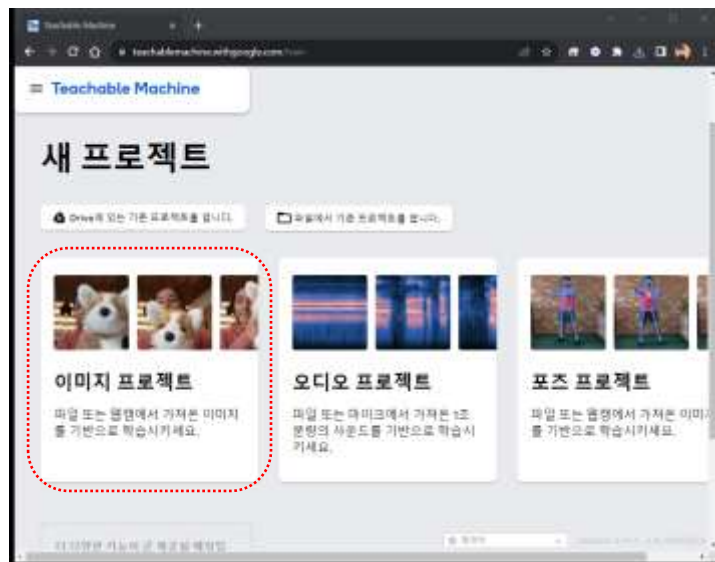 Teachable Machine
teachablemachine.withgoogle.com/train
Teachable Machine
새 프로젝트
Drive에 있는 기존 프로젝트를 엽니다.
파일에서 기존 프로젝트를 엽니다.
이미지 프로젝트
파일 또는 웹캠에서 가져온 이미지
를 기반으로 학습시키세요.
오디오 프로젝트
파일 또는 마이크에서 가져온 1초
분량의 사운드를 기반으로 학습시
키세요.
포즈 프로젝트
파일 또는 웹캠에서 가져온 이미
를 기반으로 학습시키세요.
한국어